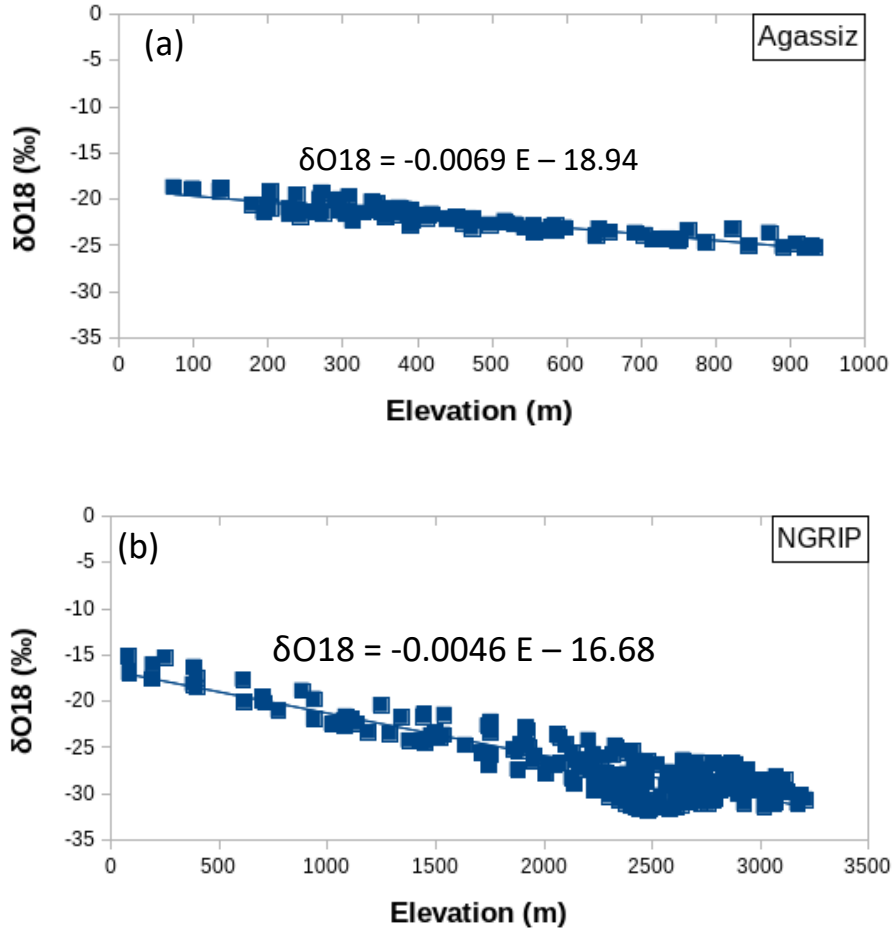 (a)
Agassiz
δO18 = -0.0069 E – 18.94
δO18 (‰)
0
-5
-10
-15
-20
-25
-30
-35
0 100 200 300 400 500 600 700 800 900 1000
Elevation (m)
(b)
NGRIP
δO18 = -0.0046 E – 16.68
δO18 (‰)
0
-5
-10
-15
-20
-25
-30
-35
0 500 1000 1500 2000 2500 3000 3500
Elevation (m)